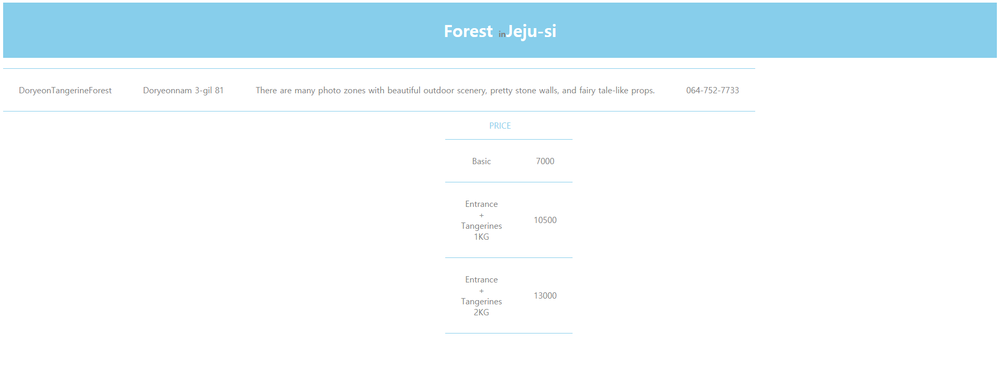 Forest inJeju-si
DoryeonTangerineForest Doryeonnam 3-gil 81 There are many photo zones with beautiful outdoor scenery, pretty stone walls, and fairy tale-like props. 064-752-7733
PRICE
Basic 7000
Entrance
+
Tangerines
1KG
10500
Entrance
+
Tangerines
2KG
13000